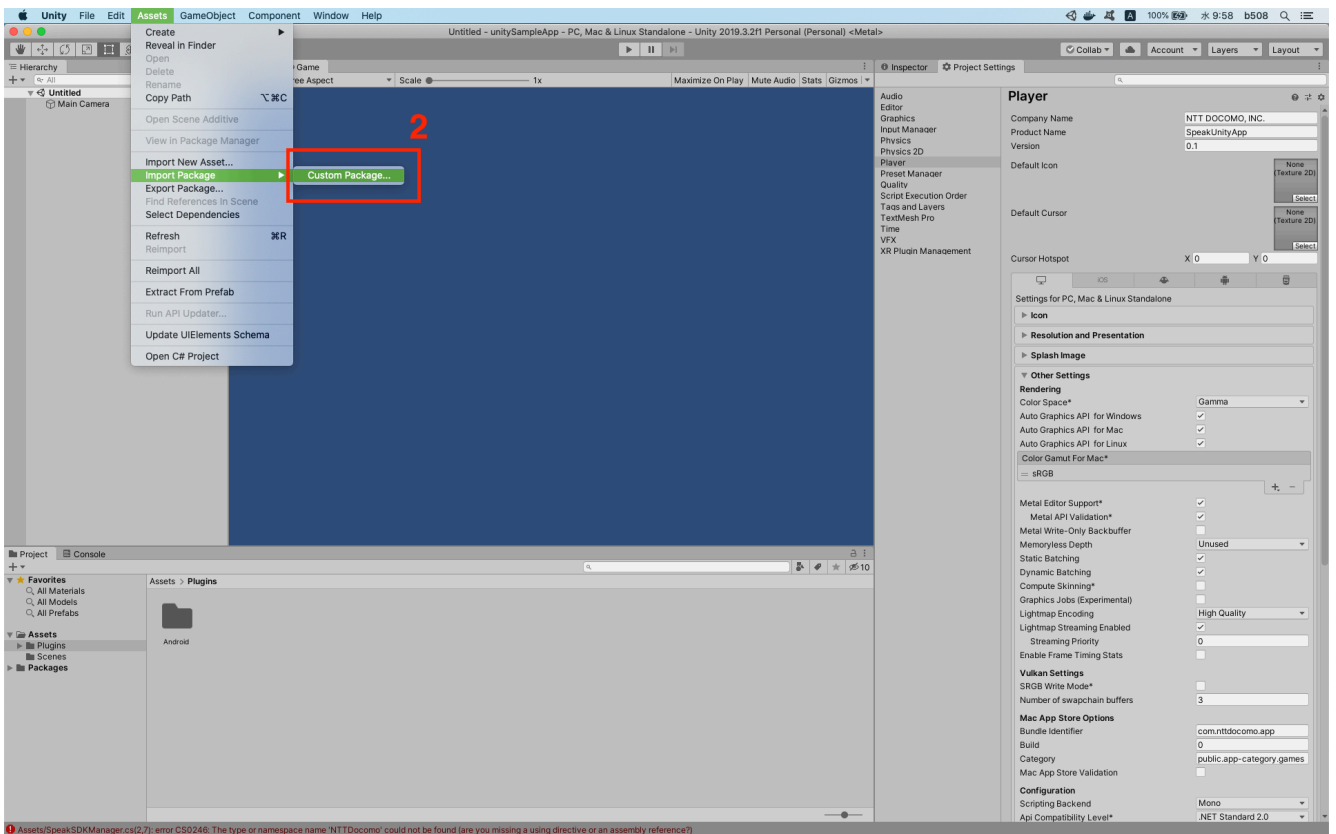 Unity File Edit Assets GameObject Component Window Help
100% 水 9:58 b508
Untitled - unitySampleApp - PC, Mac & Linux Standalone - Unity 2019.3.2f1 Personal (Personal) <Metal>
Collab Account Layers Layout
Create
Reveal in Finder
Open
Delete
Rename
Copy Path ⌥⌘C
Open Scene Additive
View in Package Manager
Import New Asset...
Import Package
Export Package...
Find References In Scene
Select Dependencies
Refresh ⌘R
Reimport
Reimport All
Extract From Prefab
Run API Updater...
Update UIElements Schema
Open C# Project
2
Custom Package...
Hierarchy
All
Untitled
Main Camera
Game
ree Aspect Scale 1x Maximize On Play Mute Audio Stats Gizmos
Inspector Project Settings
Audio
Editor
Graphics
Input Manager
Physics
Physics 2D
Player
Preset Manager
Quality
Script Execution Order
Tags and Layers
TextMesh Pro
Time
VFX
XR Plugin Management
Player
Company Name NTT DOCOMO, INC.
Product Name SpeakUnityApp
Version 0.1
Default Icon
None
(Texture 2D)
Select
Default Cursor
None
(Texture 2D)
Select
Cursor Hotspot X 0 Y 0
iOS
Settings for PC, Mac & Linux Standalone
Icon
Resolution and Presentation
Splash Image
Other Settings
Rendering
Color Space* Gamma
Auto Graphics API for Windows
Auto Graphics API for Mac
Auto Graphics API for Linux
Color Gamut For Mac*
sRGB
Metal Editor Support*
Metal API Validation*
Metal Write-Only Backbuffer
Memoryless Depth Unused
Static Batching
Dynamic Batching
Compute Skinning*
Graphics Jobs (Experimental)
Lightmap Encoding High Quality
Lightmap Streaming Enabled
Streaming Priority 0
Enable Frame Timing Stats
Vulkan Settings
SRGB Write Mode*
Number of swapchain buffers 3
Mac App Store Options
Bundle Identifier com.nttdocomo.app
Build 0
Category public.app-category.games
Mac App Store Validation
Configuration
Scripting Backend Mono
Api Compatibility Level* .NET Standard 2.0
Project Console
10
Favorites
All Materials
All Models
All Prefabs
Assets
Plugins
Scenes
Packages
Assets > Plugins
Android
Assets/SpeakSDKManager.cs(2,7): error CS0246: The type or namespace name 'NTTDocomo' could not be found (are you missing a using directive or an assembly reference?)